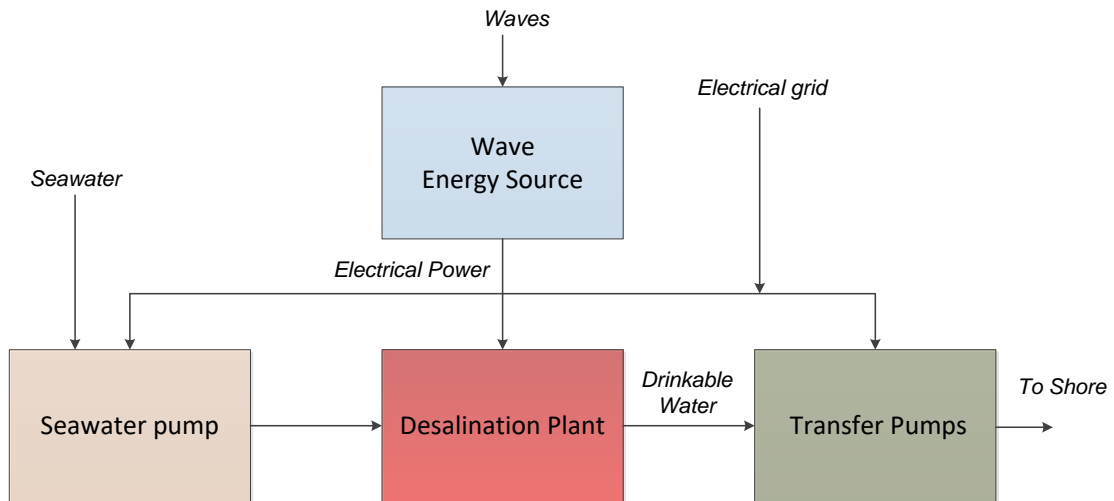 Waves
Electrical grid
Wave
Energy Source
Seawater
Electrical Power
Seawater pump
Desalination Plant
Drinkable
Water
Transfer Pumps
To Shore